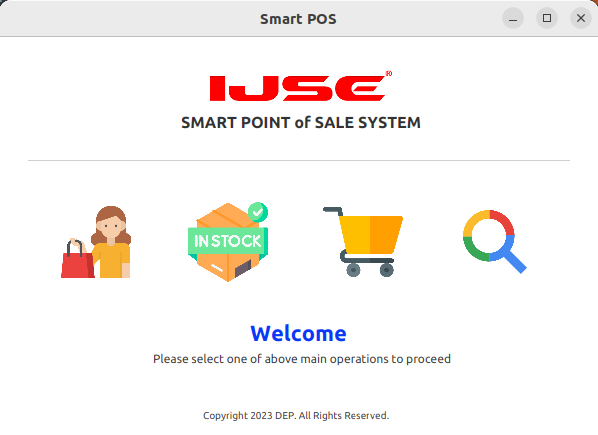 Smart POS
IJSE®
SMART POINT of SALE SYSTEM
IN STOCK
Welcome
Please select one of above main operations to proceed
Copyright 2023 DEP. All Rights Reserved.